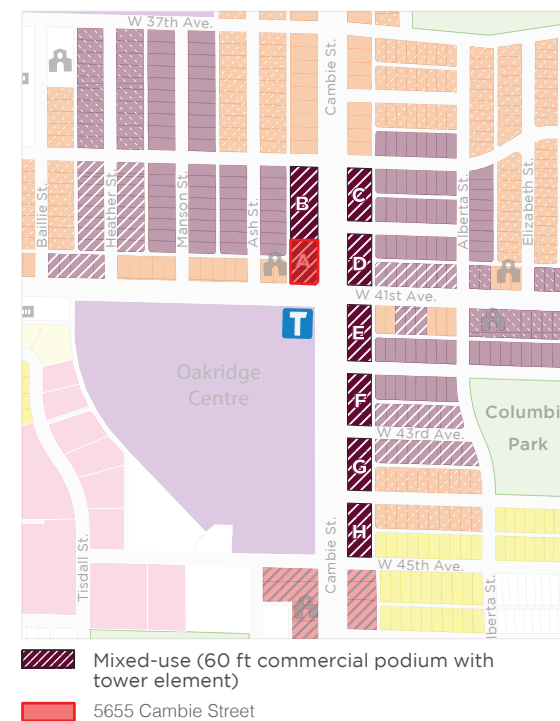 W 37th Ave.
Cambie St.
Baillie St.
Heather St.
Manson St.
Ash St.
B
A
C
D
Alberta St.
Elizabeth St.
W 41st Ave.
T
E
Oakridge
Centre
F
Columbi
Park
W 43rd Ave.
G
H
Tisdall St.
Cambie St.
W 45th Ave.
lberta St.
Mixed-use (60 ft commercial podium with
tower element)
5655 Cambie Street